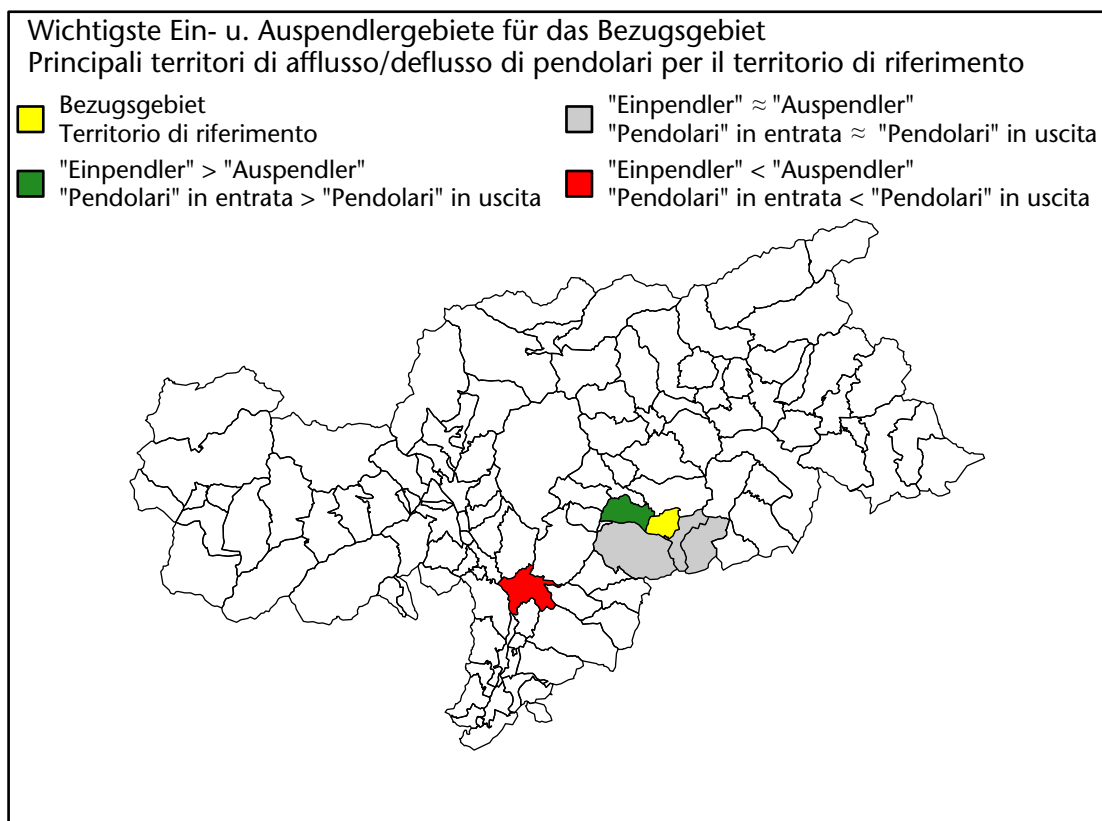 Wichtigste Ein- u. Auspendlergebiete für das Bezugsgebiet
Principali territori di afflusso/deflusso di pendolari per il territorio di riferimento
Bezugsgebiet
Territorio di riferimento
"Einpendler" > "Auspendler"
"Pendolari" in entrata > "Pendolari" in uscita
"Einpendler" ≈ "Auspendler"
"Pendolari" in entrata ≈ "Pendolari" in uscita
"Einpendler" < "Auspendler"
"Pendolari" in entrata < "Pendolari" in uscita